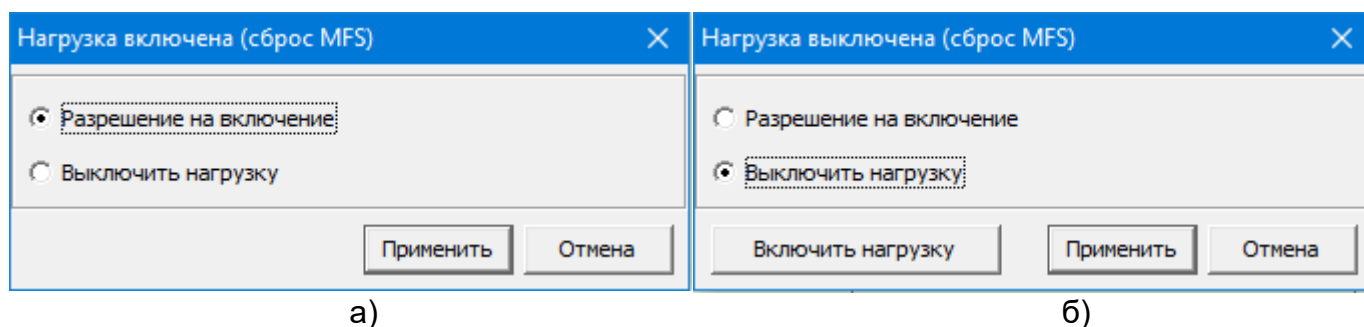 Нагрузка включена (сброс MFS)
Разрешение на включение
Выключить нагрузку
Применить Отмена
а)
Нагрузка выключена (сброс MFS)
Разрешение на включение
Выключить нагрузку
Включить нагрузку Применить Отмена
б)